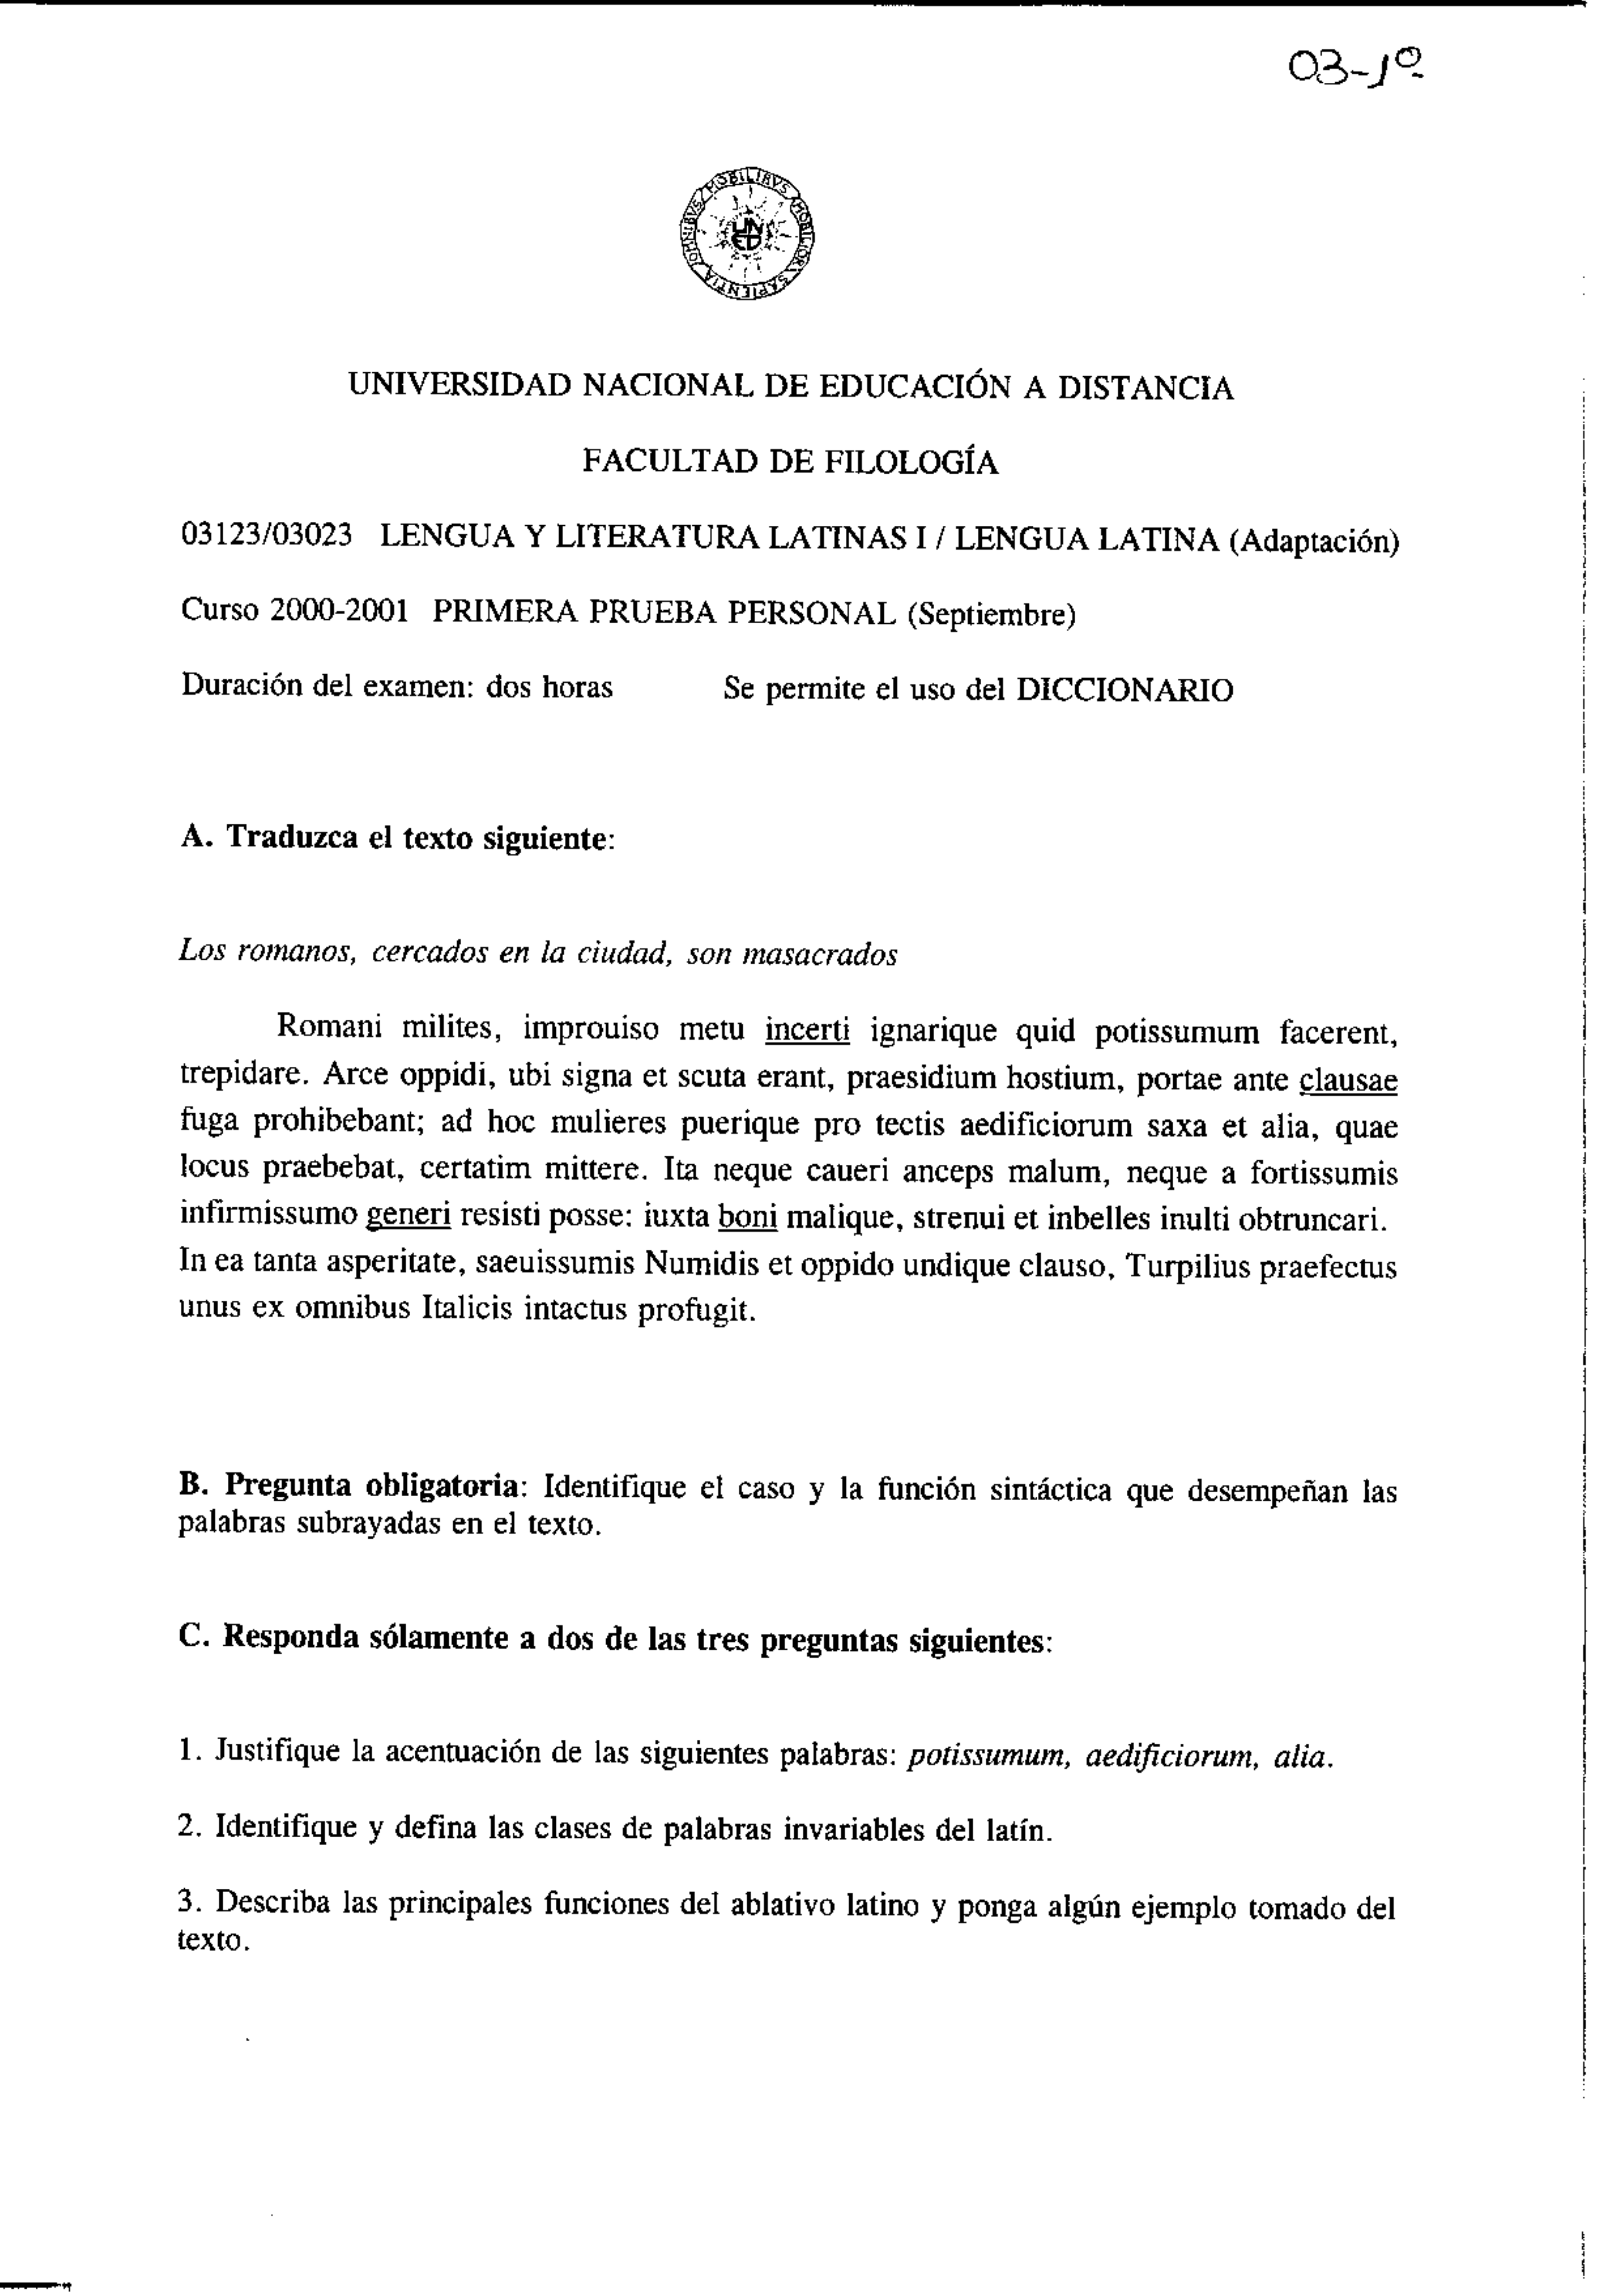 03-1º
OMNIBVS MOBILIBVS MOBILIOR SAPIENTIA
UNED
UNIVERSIDAD NACIONAL DE EDUCACIÓN A DISTANCIA
FACULTAD DE FILOLOGÍA
03123/03023 LENGUA Y LITERATURA LATINAS I / LENGUA LATINA (Adaptación)
Curso 2000-2001 PRIMERA PRUEBA PERSONAL (Septiembre)
Duración del examen: dos horas Se permite el uso del DICCIONARIO
A. Traduzca el texto siguiente:
Los romanos, cercados en la ciudad, son masacrados
Romani milites, improuiso metu incerti ignarique quid potissumum facerent,
trepidare. Arce oppidi, ubi signa et scuta erant, praesidium hostium, portae ante clausae
fuga prohibebant; ad hoc mulieres puerique pro tectis aedificiorum saxa et alia, quae
locus praebebat, certatim mittere. Ita neque caueri anceps malum, neque a fortissumis
infirmissumo generi resisti posse: iuxta boni malique, strenui et inbelles inulti obtruncari.
In ea tanta asperitate, saeuissumis Numidis et oppido undique clauso, Turpilius praefectus
unus ex omnibus Italicis intactus profugit.
B. Pregunta obligatoria: Identifique el caso y la función sintáctica que desempeñan las
palabras subrayadas en el texto.
C. Responda sólamente a dos de las tres preguntas siguientes:
1. Justifique la acentuación de las siguientes palabras: potissumum, aedificiorum, alia.
2. Identifique y defina las clases de palabras invariables del latín.
3. Describa las principales funciones del ablativo latino y ponga algún ejemplo tomado del
texto.